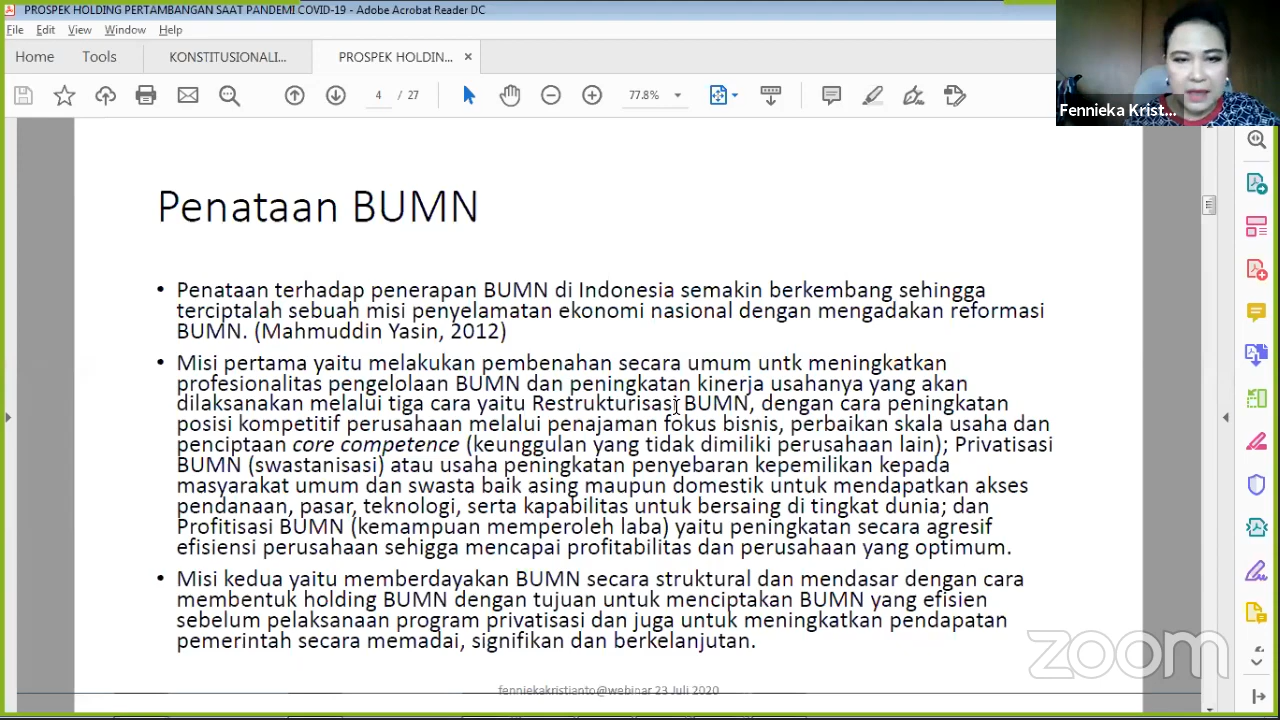 PROSPEK HOLDING PERTAMBANGAN SAAT PANDEMI COVID-19 - Adobe Acrobat Reader DC
File Edit View Window Help
Home Tools KONSTITUSIONALI... PROSPEK HOLDIN... ×
4 / 27 77.8%
Fennieka Krist...
Penataan BUMN
• Penataan terhadap penerapan BUMN di Indonesia semakin berkembang sehingga
terciptalah sebuah misi penyelamatan ekonomi nasional dengan mengadakan reformasi
BUMN. (Mahmuddin Yasin, 2012)
• Misi pertama yaitu melakukan pembenahan secara umum untk meningkatkan
profesionalitas pengelolaan BUMN dan peningkatan kinerja usahanya yang akan
dilaksanakan melalui tiga cara yaitu Restrukturisasi BUMN, dengan cara peningkatan
posisi kompetitif perusahaan melalui penajaman fokus bisnis, perbaikan skala usaha dan
penciptaan core competence (keunggulan yang tidak dimiliki perusahaan lain); Privatisasi
BUMN (swastanisasi) atau usaha peningkatan penyebaran kepemilikan kepada
masyarakat umum dan swasta baik asing maupun domestik untuk mendapatkan akses
pendanaan, pasar, teknologi, serta kapabilitas untuk bersaing di tingkat dunia; dan
Profitisasi BUMN (kemampuan memperoleh laba) yaitu peningkatan secara agresif
efisiensi perusahaan sehigga mencapai profitabilitas dan perusahaan yang optimum.
• Misi kedua yaitu memberdayakan BUMN secara struktural dan mendasar dengan cara
membentuk holding BUMN dengan tujuan untuk menciptakan BUMN yang efisien
sebelum pelaksanaan program privatisasi dan juga untuk meningkatkan pendapatan
pemerintah secara memadai, signifikan dan berkelanjutan.
zoom
fenniekakristianto@webinar 23 Juli 2020